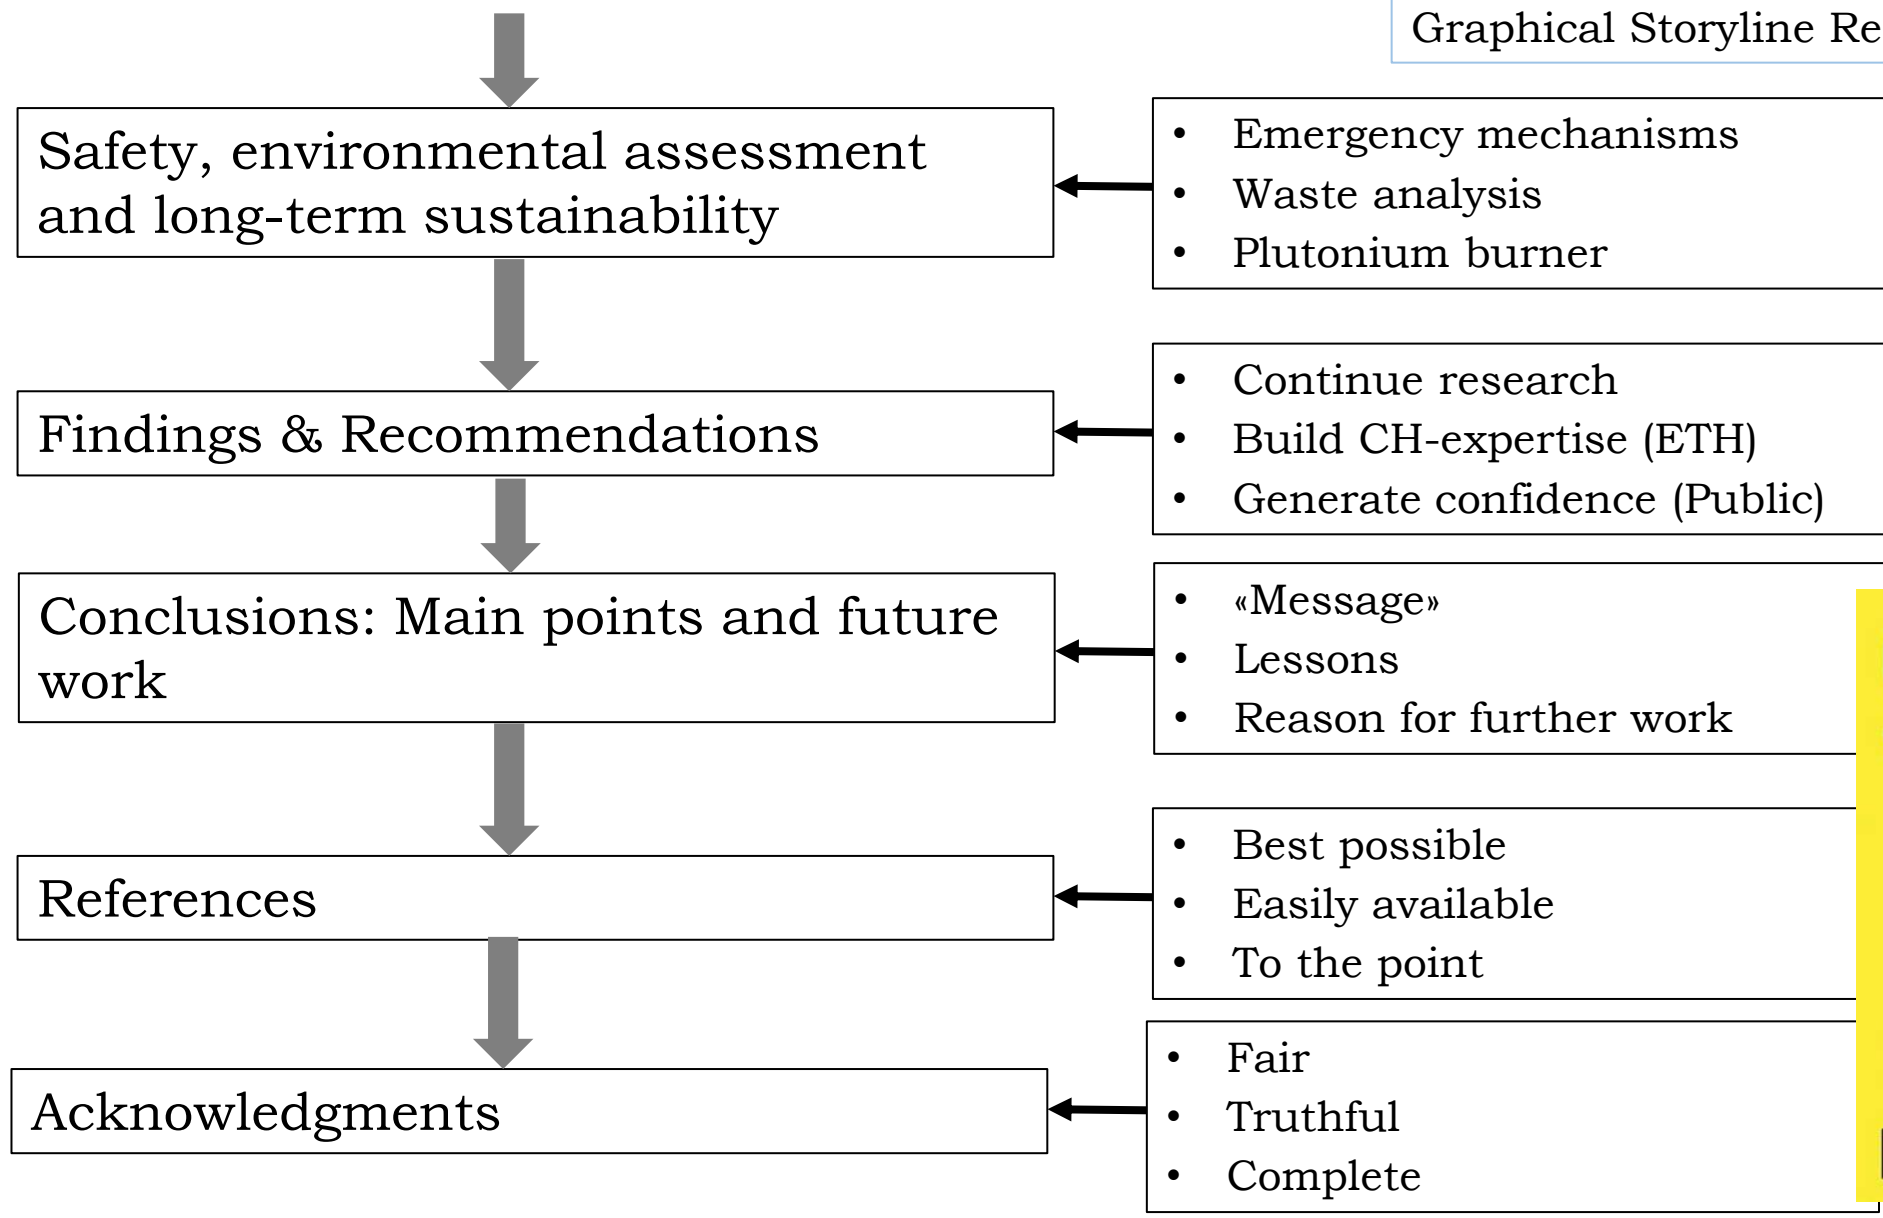 Graphical Storyline Re
Safety, environmental assessment
and long-term sustainability
• Emergency mechanisms
• Waste analysis
• Plutonium burner
Findings & Recommendations
• Continue research
• Build CH-expertise (ETH)
• Generate confidence (Public)
Conclusions: Main points and future
work
• «Message»
• Lessons
• Reason for further work
References
• Best possible
• Easily available
• To the point
Acknowledgments
• Fair
• Truthful
• Complete